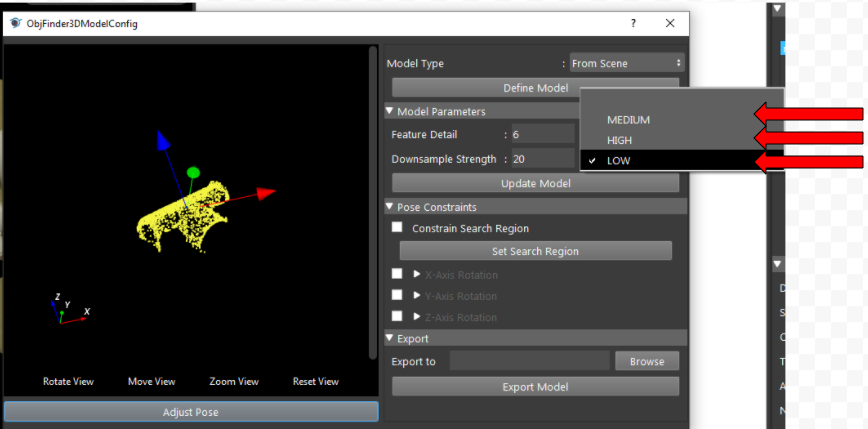 ObjFinder3DModelConfig ? ×
Model Type : From Scene
Define Model
Model Parameters
MEDIUM
Feature Detail : 6
HIGH
Downsample Strength : 20
✓ LOW
Update Model
Pose Constraints
Constrain Search Region
Set Search Region
X-Axis Rotation
Y-Axis Rotation
Z-Axis Rotation
Export
Export to Browse
Export Model
Z
Y
X
Rotate View Move View Zoom View Reset View
Adjust Pose
D
S
C
T
A
N